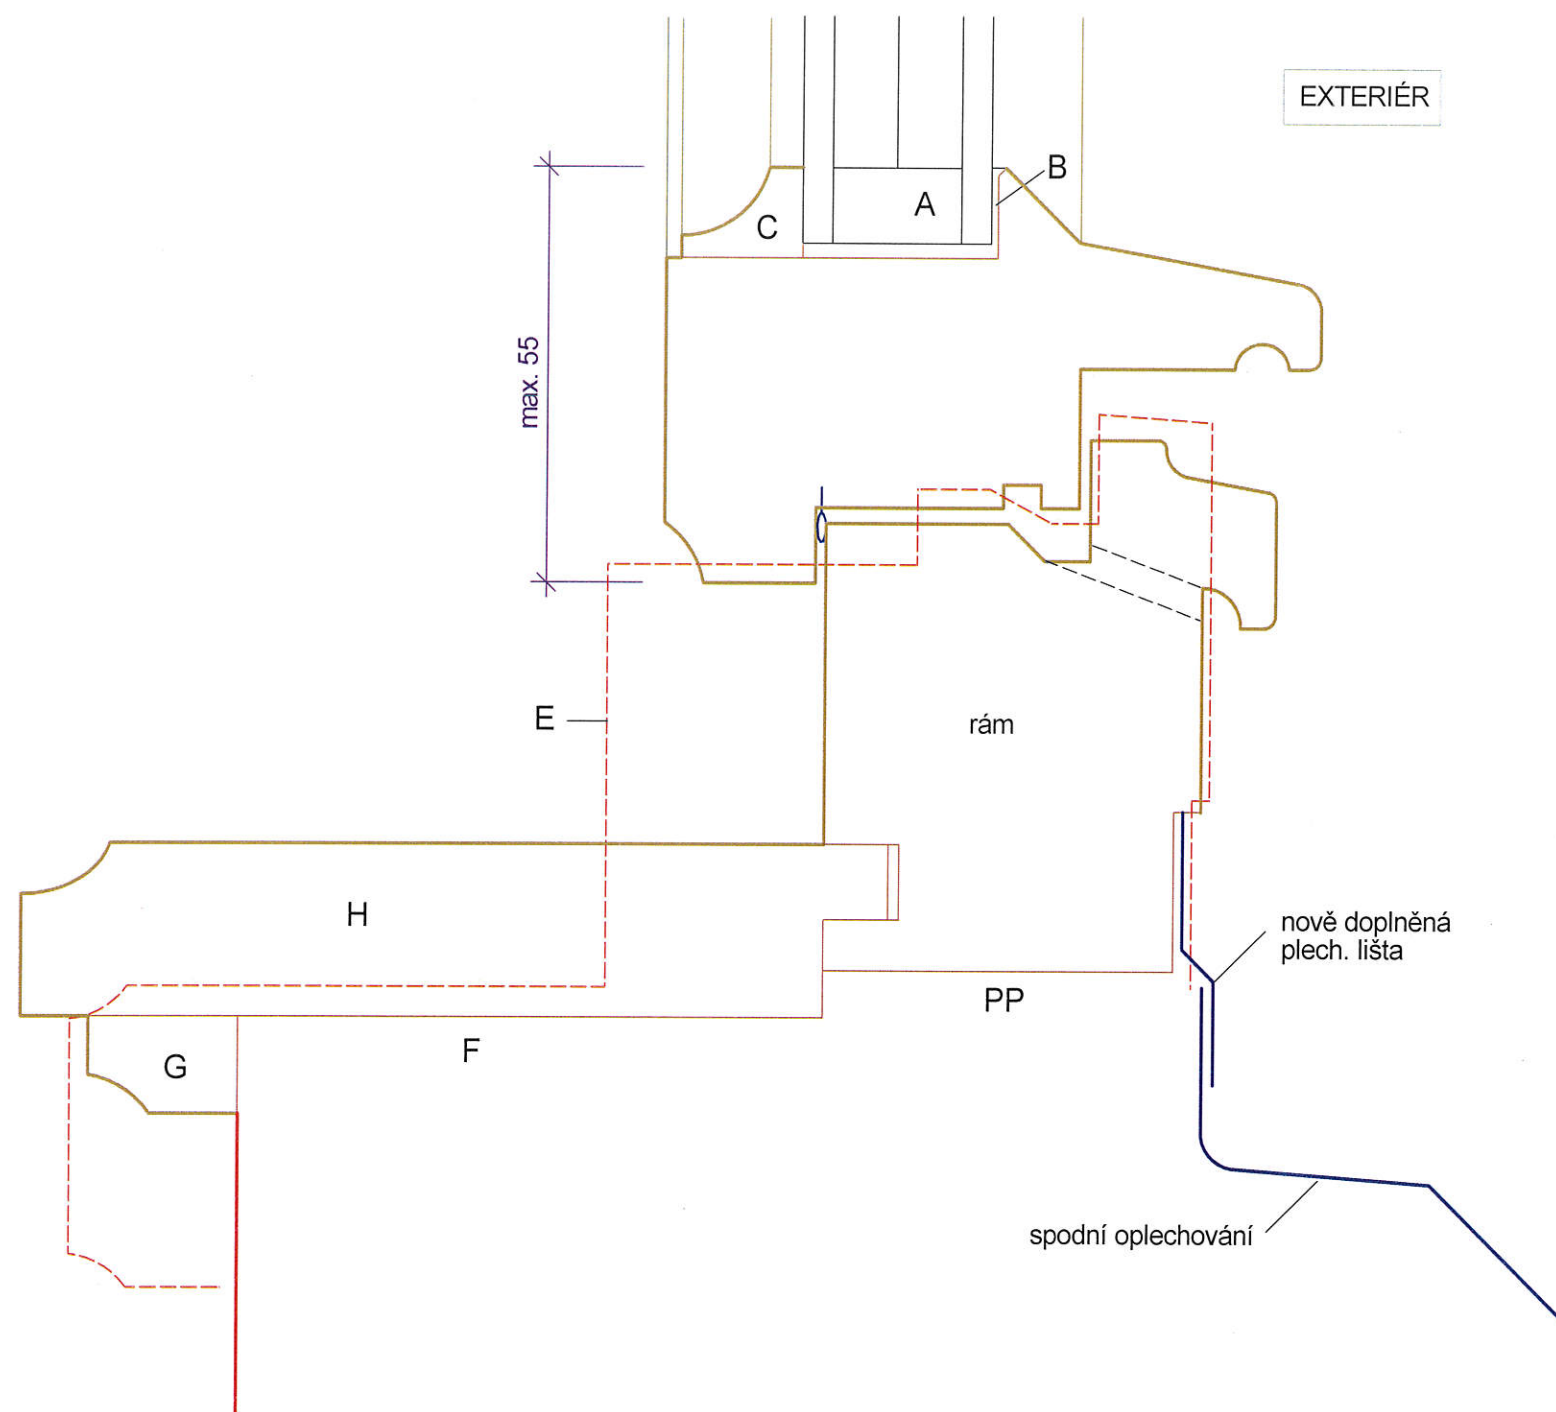 EXTERIÉR
B
A
C
max. 55
E
rám
H
nově doplněná
plech. lišta
PP
F
G
spodní oplechování